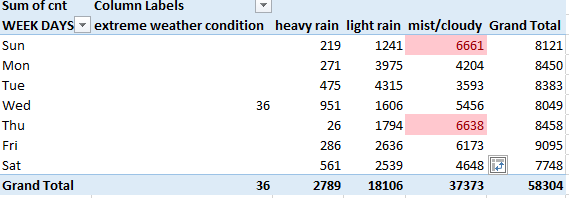 Sum of cnt Column Labels
WEEK DAYS extreme weather condition heavy rain light rain mist/cloudy Grand Total
Sun 219 1241 6661 8121
Mon 271 3975 4204 8450
Tue 475 4315 3593 8383
Wed 36 951 1606 5456 8049
Thu 26 1794 6638 8458
Fri 286 2636 6173 9095
Sat 561 2539 4648 7748
Grand Total 36 2789 18106 37373 58304